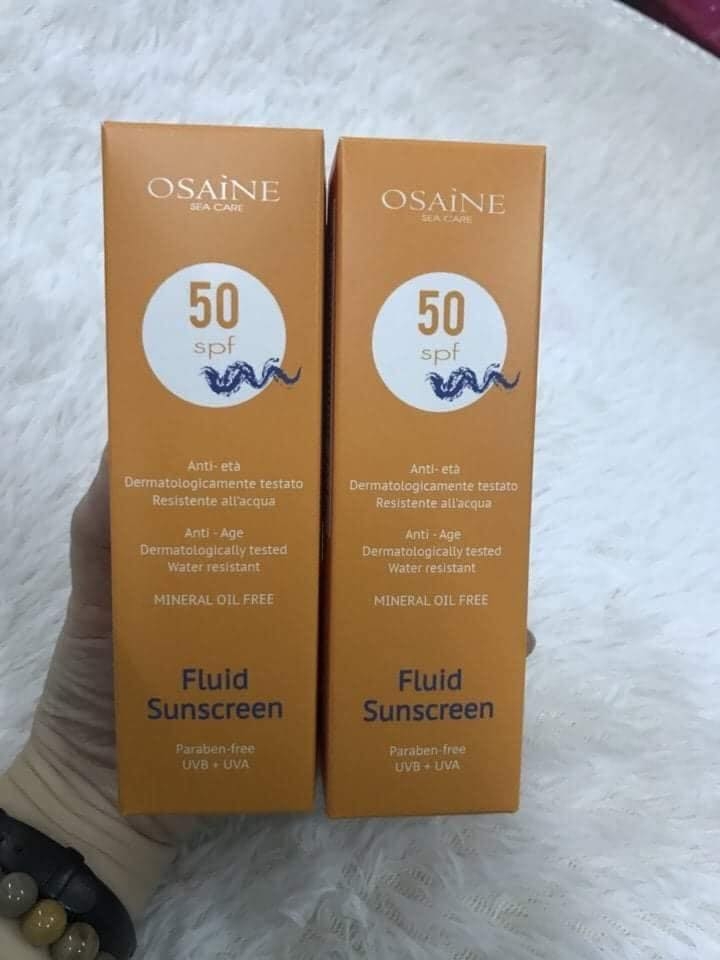 OSAÌNE
SEA CARE
50
spf
Anti- età
Dermatologicamente testato
Resistente all'acqua
Anti - Age
Dermatologically tested
Water resistant
MINERAL OIL FREE
Fluid
Sunscreen
Paraben-free
UVB + UVA
OSAÌNE
SEA CARE
50
spf
Anti- età
Dermatologicamente testato
Resistente all'acqua
Anti - Age
Dermatologically tested
Water resistant
MINERAL OIL FREE
Fluid
Sunscreen
Paraben-free
UVB + UVA